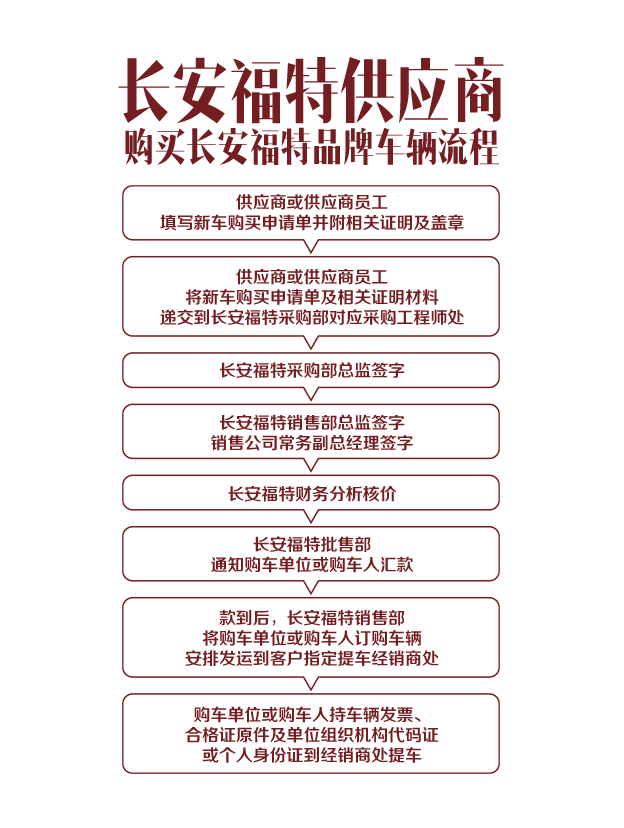 长安福特供应商
购买长安福特品牌车辆流程
供应商或供应商员工
填写新车购买申请单并附相关证明及盖章
供应商或供应商员工
将新车购买申请单及相关证明材料
递交到长安福特采购部对应采购工程师处
长安福特采购部总监签字
长安福特销售部总监签字
销售公司常务副总经理签字
长安福特财务分析核价
长安福特批售部
通知购车单位或购车人汇款
款到后，长安福特销售部
将购车单位或购车人订购车辆
安排发运到客户指定提车经销商处
购车单位或购车人持车辆发票、
合格证原件及单位组织机构代码证
或个人身份证到经销商处提车